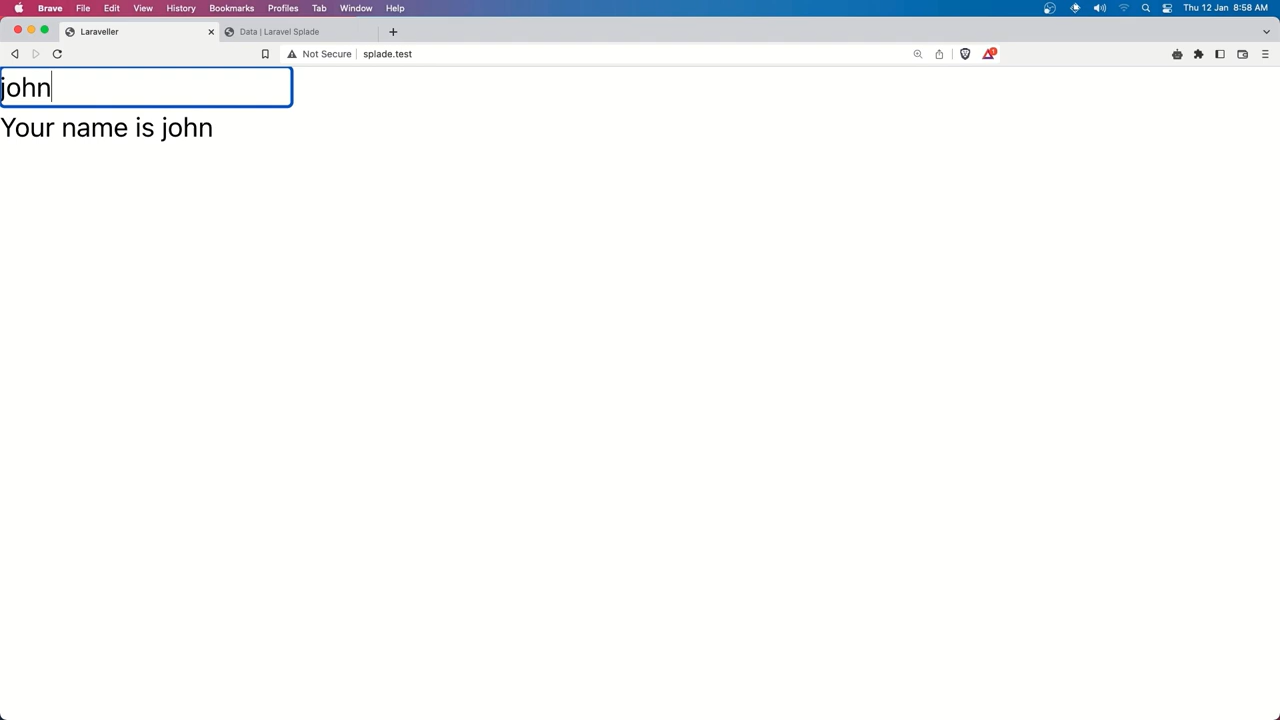 Brave File Edit View History Bookmarks Profiles Tab Window Help Thu 12 Jan 8:58 AM
Laraveller Data | Laravel Splade
Not Secure splade.test
john
Your name is john